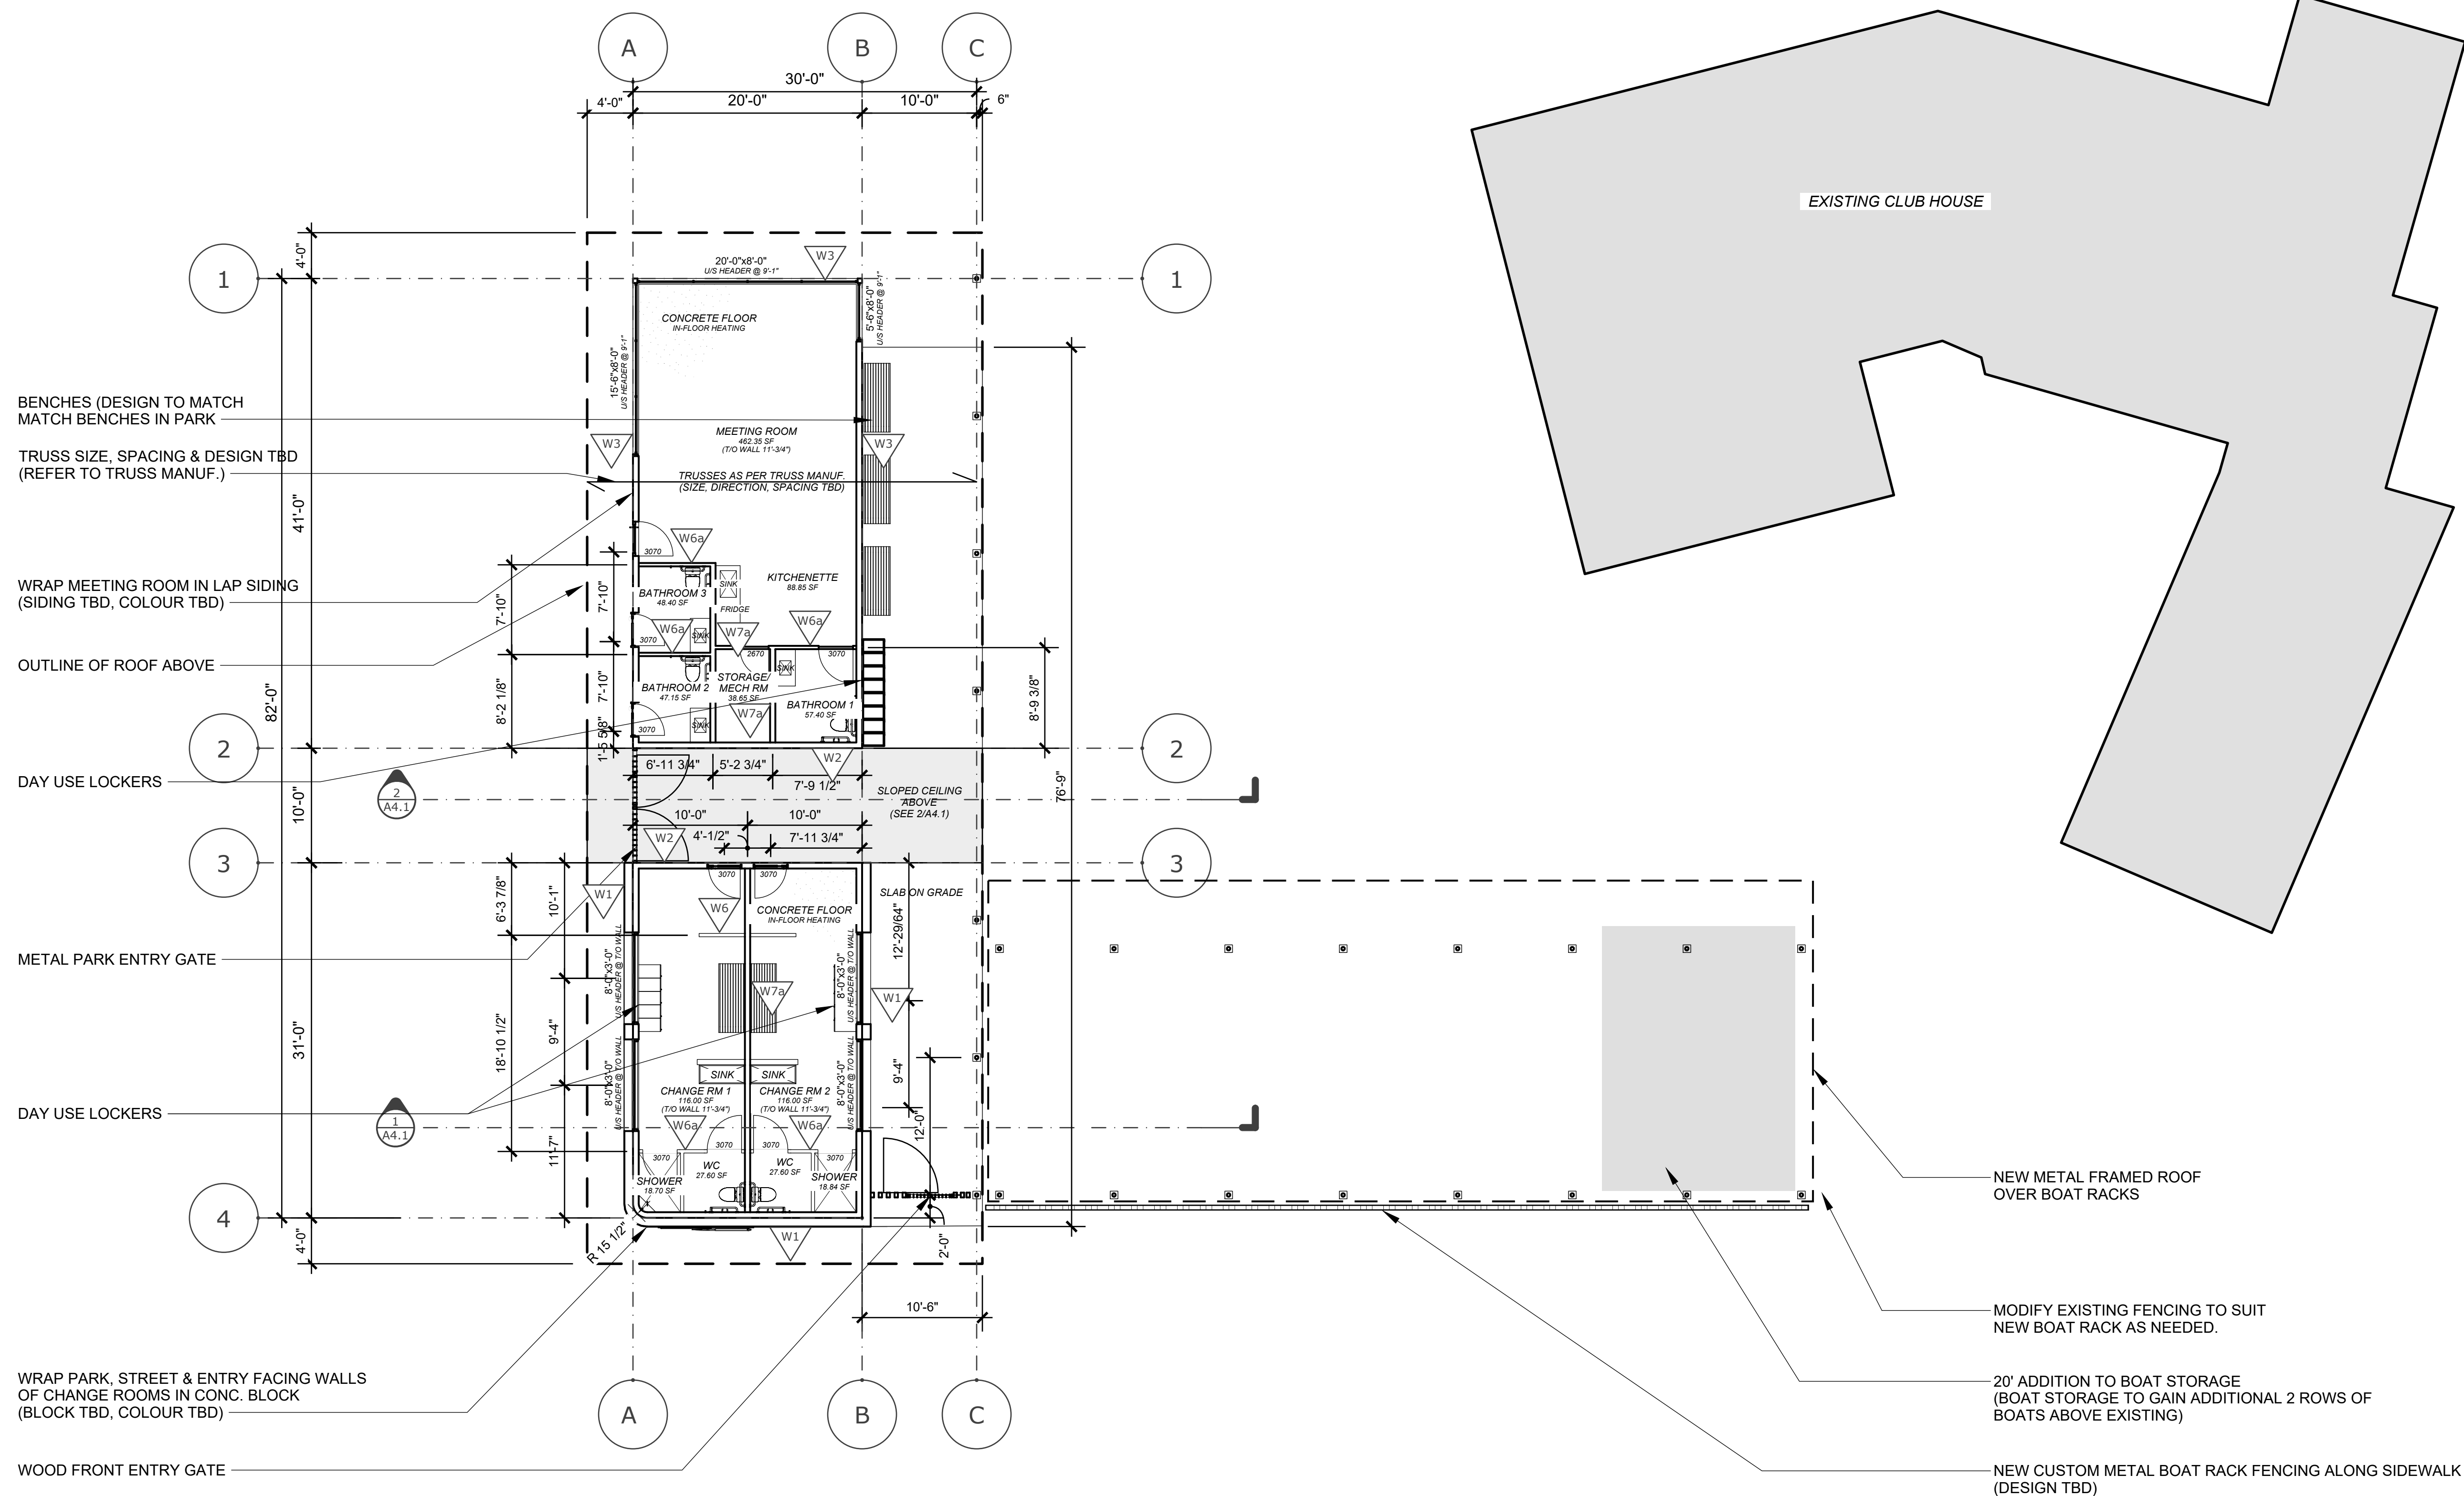 A
B
C
30'-0"
4'-0"
20'-0"
10'-0"
6"
EXISTING CLUB HOUSE
4'-0"
1
1
20'-0"x8'-0"
U/S HEADER @ 9'-1"
W3
5'-6"x8'-0"
U/S HEADER @ 9'-1"
CONCRETE FLOOR
IN-FLOOR HEATING
15'-6"x8'-0"
U/S HEADER @ 9'-1"
BENCHES (DESIGN TO MATCH
MATCH BENCHES IN PARK
MEETING ROOM
462.35 SF
(T/O WALL 11'-3/4")
W3
W3
TRUSS SIZE, SPACING & DESIGN TBD
(REFER TO TRUSS MANUF.)
TRUSSES AS PER TRUSS MANUF.
(SIZE, DIRECTION, SPACING TBD)
41'-0"
W6a
3070
KITCHENETTE
88.85 SF
SINK
WRAP MEETING ROOM IN LAP SIDING
(SIDING TBD, COLOUR TBD)
7'-10"
7'-10"
BATHROOM 3
48.40 SF
FRIDGE
W6a
SINK
W7a
W6a
3070
2670
3070
OUTLINE OF ROOF ABOVE
82'-0"
8'-2 1/8"
7'-10"
BATHROOM 2
47.15 SF
STORAGE/
MECH RM
38.65 SF
SINK
BATHROOM 1
57.40 SF
W7a
3070
SINK
8'-9 3/8"
1'-5 5/8"
2
2
DAY USE LOCKERS
2
A4.1
W2
6'-11 3/4"
5'-2 3/4"
7'-9 1/2"
SLOPED CEILING
ABOVE
(SEE 2/A4.1)
76'-9"
10'-0"
10'-0"
10'-0"
W2
4'-1/2"
7'-11 3/4"
3
3
6'-3 7/8"
10'-1"
W1
3070
3070
SLAB ON GRADE
W6
CONCRETE FLOOR
IN-FLOOR HEATING
12'-29/64"
METAL PARK ENTRY GATE
8'-0"x3'-0"
U/S HEADER @ T/O WALL
8'-0"x3'-0"
U/S HEADER @ T/O WALL
W7a
W1
31'-0"
18'-10 1/2"
9'-4"
9'-4"
8'-0"x3'-0"
U/S HEADER @ T/O WALL
8'-0"x3'-0"
U/S HEADER @ T/O WALL
SINK
SINK
CHANGE RM 1
116.00 SF
(T/O WALL 11'-3/4")
CHANGE RM 2
116.00 SF
(T/O WALL 11'-3/4")
DAY USE LOCKERS
1
A4.1
W6a
W6a
12'-0"
11'-7"
3070
3070
3070
3070
WC
27.60 SF
WC
27.60 SF
SHOWER
18.70 SF
SHOWER
18.84 SF
NEW METAL FRAMED ROOF
OVER BOAT RACKS
4
4'-0"
R 15 1/2"
W1
2'-0"
10'-6"
MODIFY EXISTING FENCING TO SUIT
NEW BOAT RACK AS NEEDED.
WRAP PARK, STREET & ENTRY FACING WALLS
OF CHANGE ROOMS IN CONC. BLOCK
(BLOCK TBD, COLOUR TBD)
A
B
C
20' ADDITION TO BOAT STORAGE
(BOAT STORAGE TO GAIN ADDITIONAL 2 ROWS OF
BOATS ABOVE EXISTING)
WOOD FRONT ENTRY GATE
NEW CUSTOM METAL BOAT RACK FENCING ALONG SIDEWALK
(DESIGN TBD)